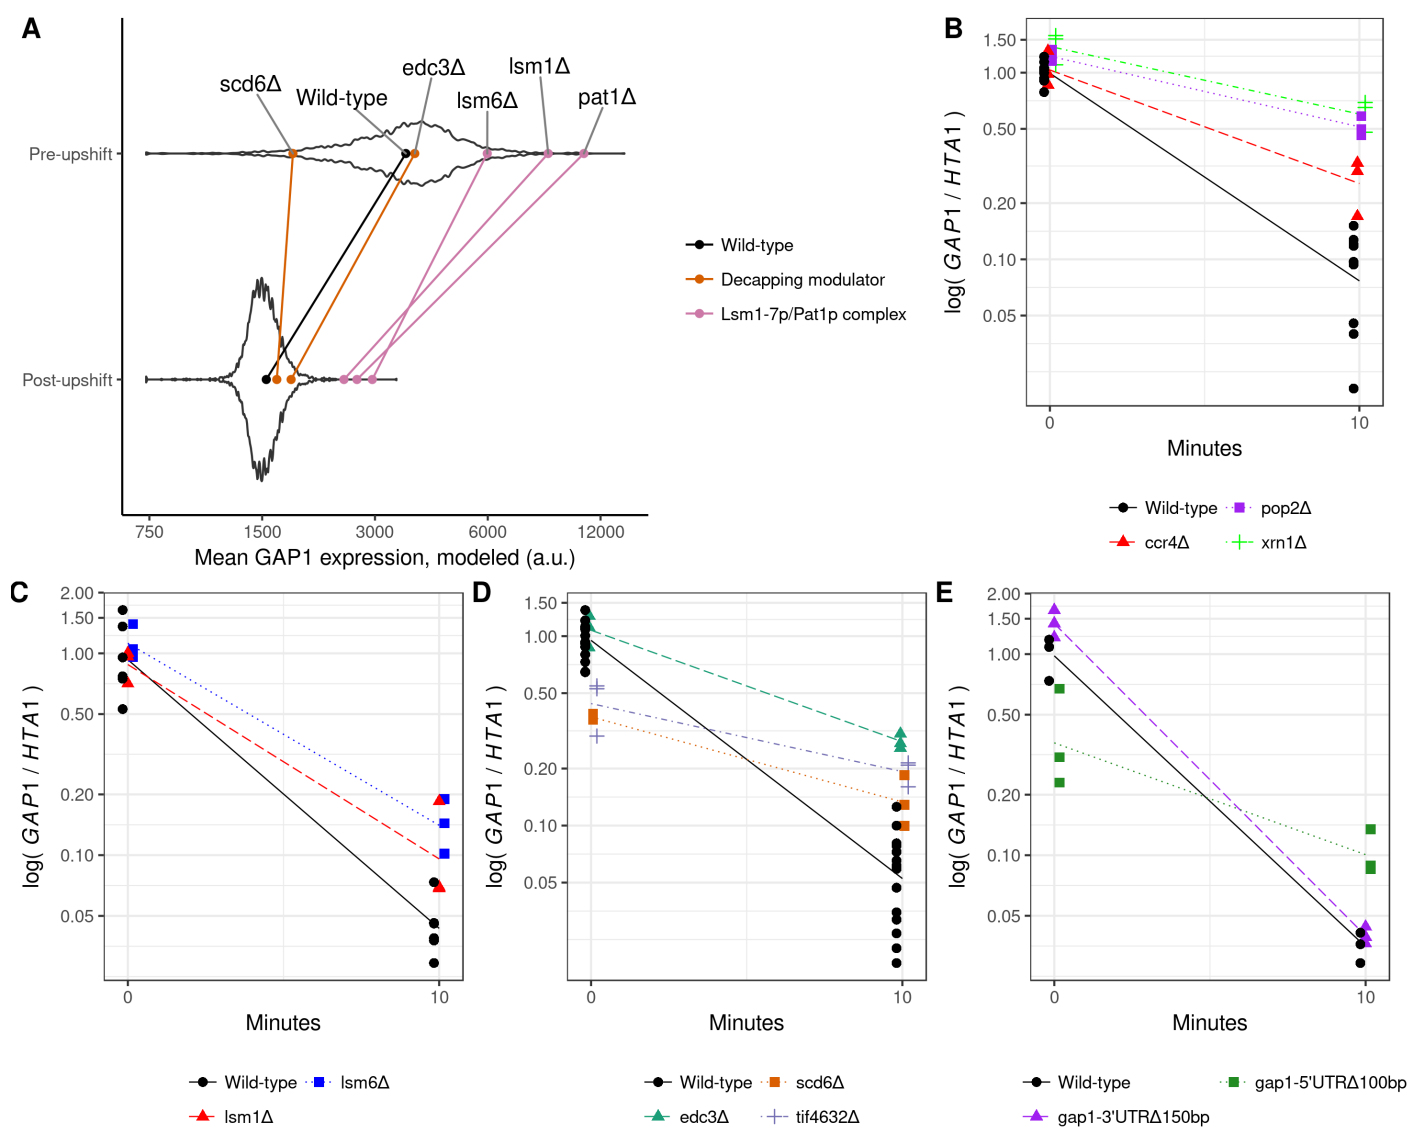 A
scd6Δ
Wild-type
edc3Δ
lsm6Δ
lsm1Δ
pat1Δ
Pre-upshift
Post-upshift
750
1500
3000
6000
12000
Mean GAP1 expression, modeled (a.u.)
Wild-type
Decapping modulator
Lsm1-7p/Pat1p complex
B
1.50
1.00
0.50
0.20
0.10
0.05
log( GAP1 / HTA1 )
0
10
Minutes
Wild-type
pop2Δ
ccr4Δ
xrn1Δ
C
2.00
1.50
1.00
0.50
0.20
0.10
0.05
log( GAP1 / HTA1 )
0
10
Minutes
Wild-type
lsm6Δ
lsm1Δ
D
1.50
1.00
0.50
0.20
0.10
0.05
log( GAP1 / HTA1 )
0
10
Minutes
Wild-type
scd6Δ
edc3Δ
tif4632Δ
E
2.00
1.50
1.00
0.50
0.20
0.10
0.05
log( GAP1 / HTA1 )
0
10
Minutes
Wild-type
gap1-5'UTRΔ100bp
gap1-3'UTRΔ150bp